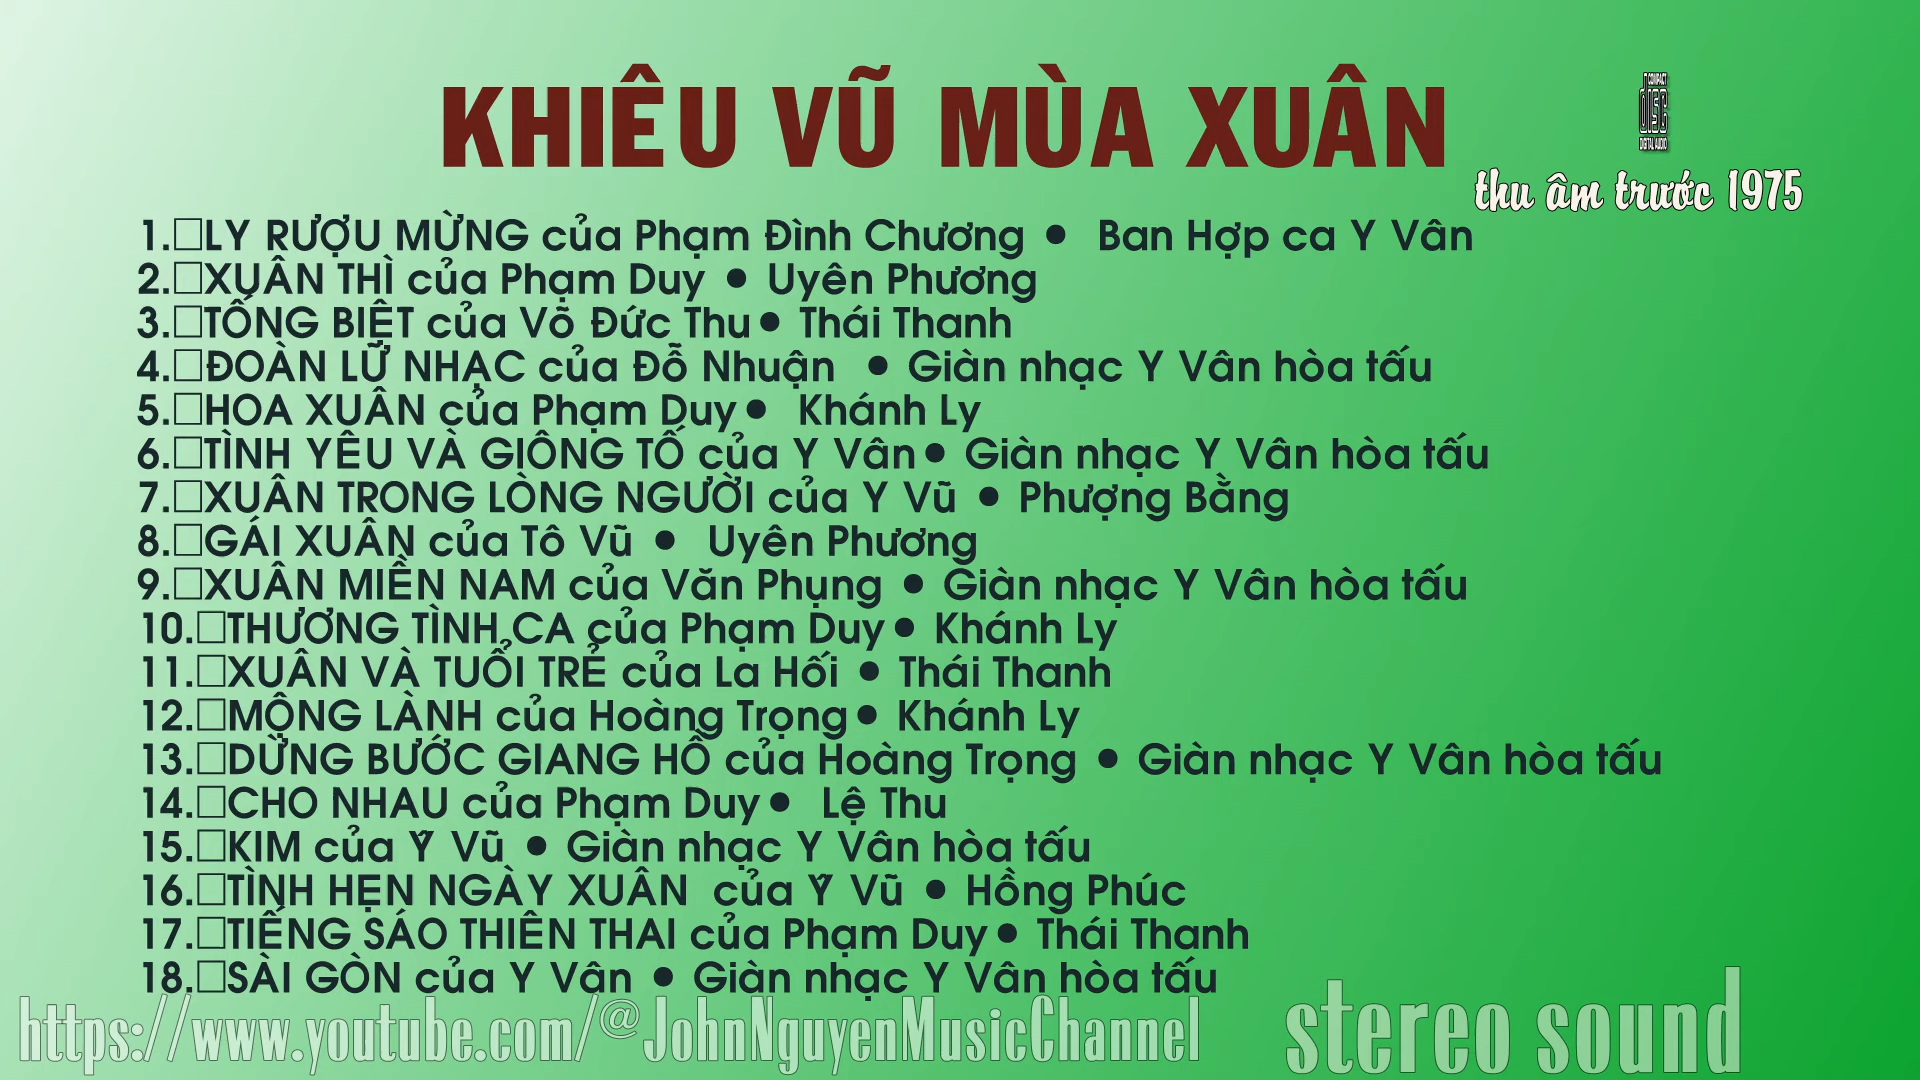 KHIÊU VŨ MÙA XUÂN
COMPACT
disc
DIGITAL AUDIO
thu âm trước 1975
1.□LY RƯỢU MỪNG của Phạm Đình Chương ● Ban Hợp ca Y Vân
2.□XUÂN THÌ của Phạm Duy ● Uyên Phương
3.□TỐNG BIỆT của Võ Đức Thu● Thái Thanh
4.□ĐOÀN LỮ NHẠC của Đỗ Nhuận ● Giàn nhạc Y Vân hòa tấu
5.□HOA XUÂN của Phạm Duy● Khánh Ly
6.□TÌNH YÊU VÀ GIÔNG TỐ của Y Vân● Giàn nhạc Y Vân hòa tấu
7.□XUÂN TRONG LÒNG NGƯỜI của Y Vũ ● Phượng Bằng
8.□GÁI XUÂN của Tô Vũ ● Uyên Phương
9.□XUÂN MIỀN NAM của Văn Phụng ● Giàn nhạc Y Vân hòa tấu
10.□THƯƠNG TÌNH CA của Phạm Duy● Khánh Ly
11.□XUÂN VÀ TUỔI TRẺ của La Hối ● Thái Thanh
12.□MỘNG LÀNH của Hoàng Trọng● Khánh Ly
13.□DỪNG BƯỚC GIANG HỒ của Hoàng Trọng ● Giàn nhạc Y Vân hòa tấu
14.□CHO NHAU của Phạm Duy● Lệ Thu
15.□KIM của Y Vũ ● Giàn nhạc Y Vân hòa tấu
16.□TÌNH HẸN NGÀY XUÂN của Y Vũ ● Hồng Phúc
17.□TIẾNG SÁO THIÊN THAI của Phạm Duy● Thái Thanh
18.□SÀI GÒN của Y Vân ● Giàn nhạc Y Vân hòa tấu
https://www.youtube.com/@JohnNguyenMusicChannel
stereo sound